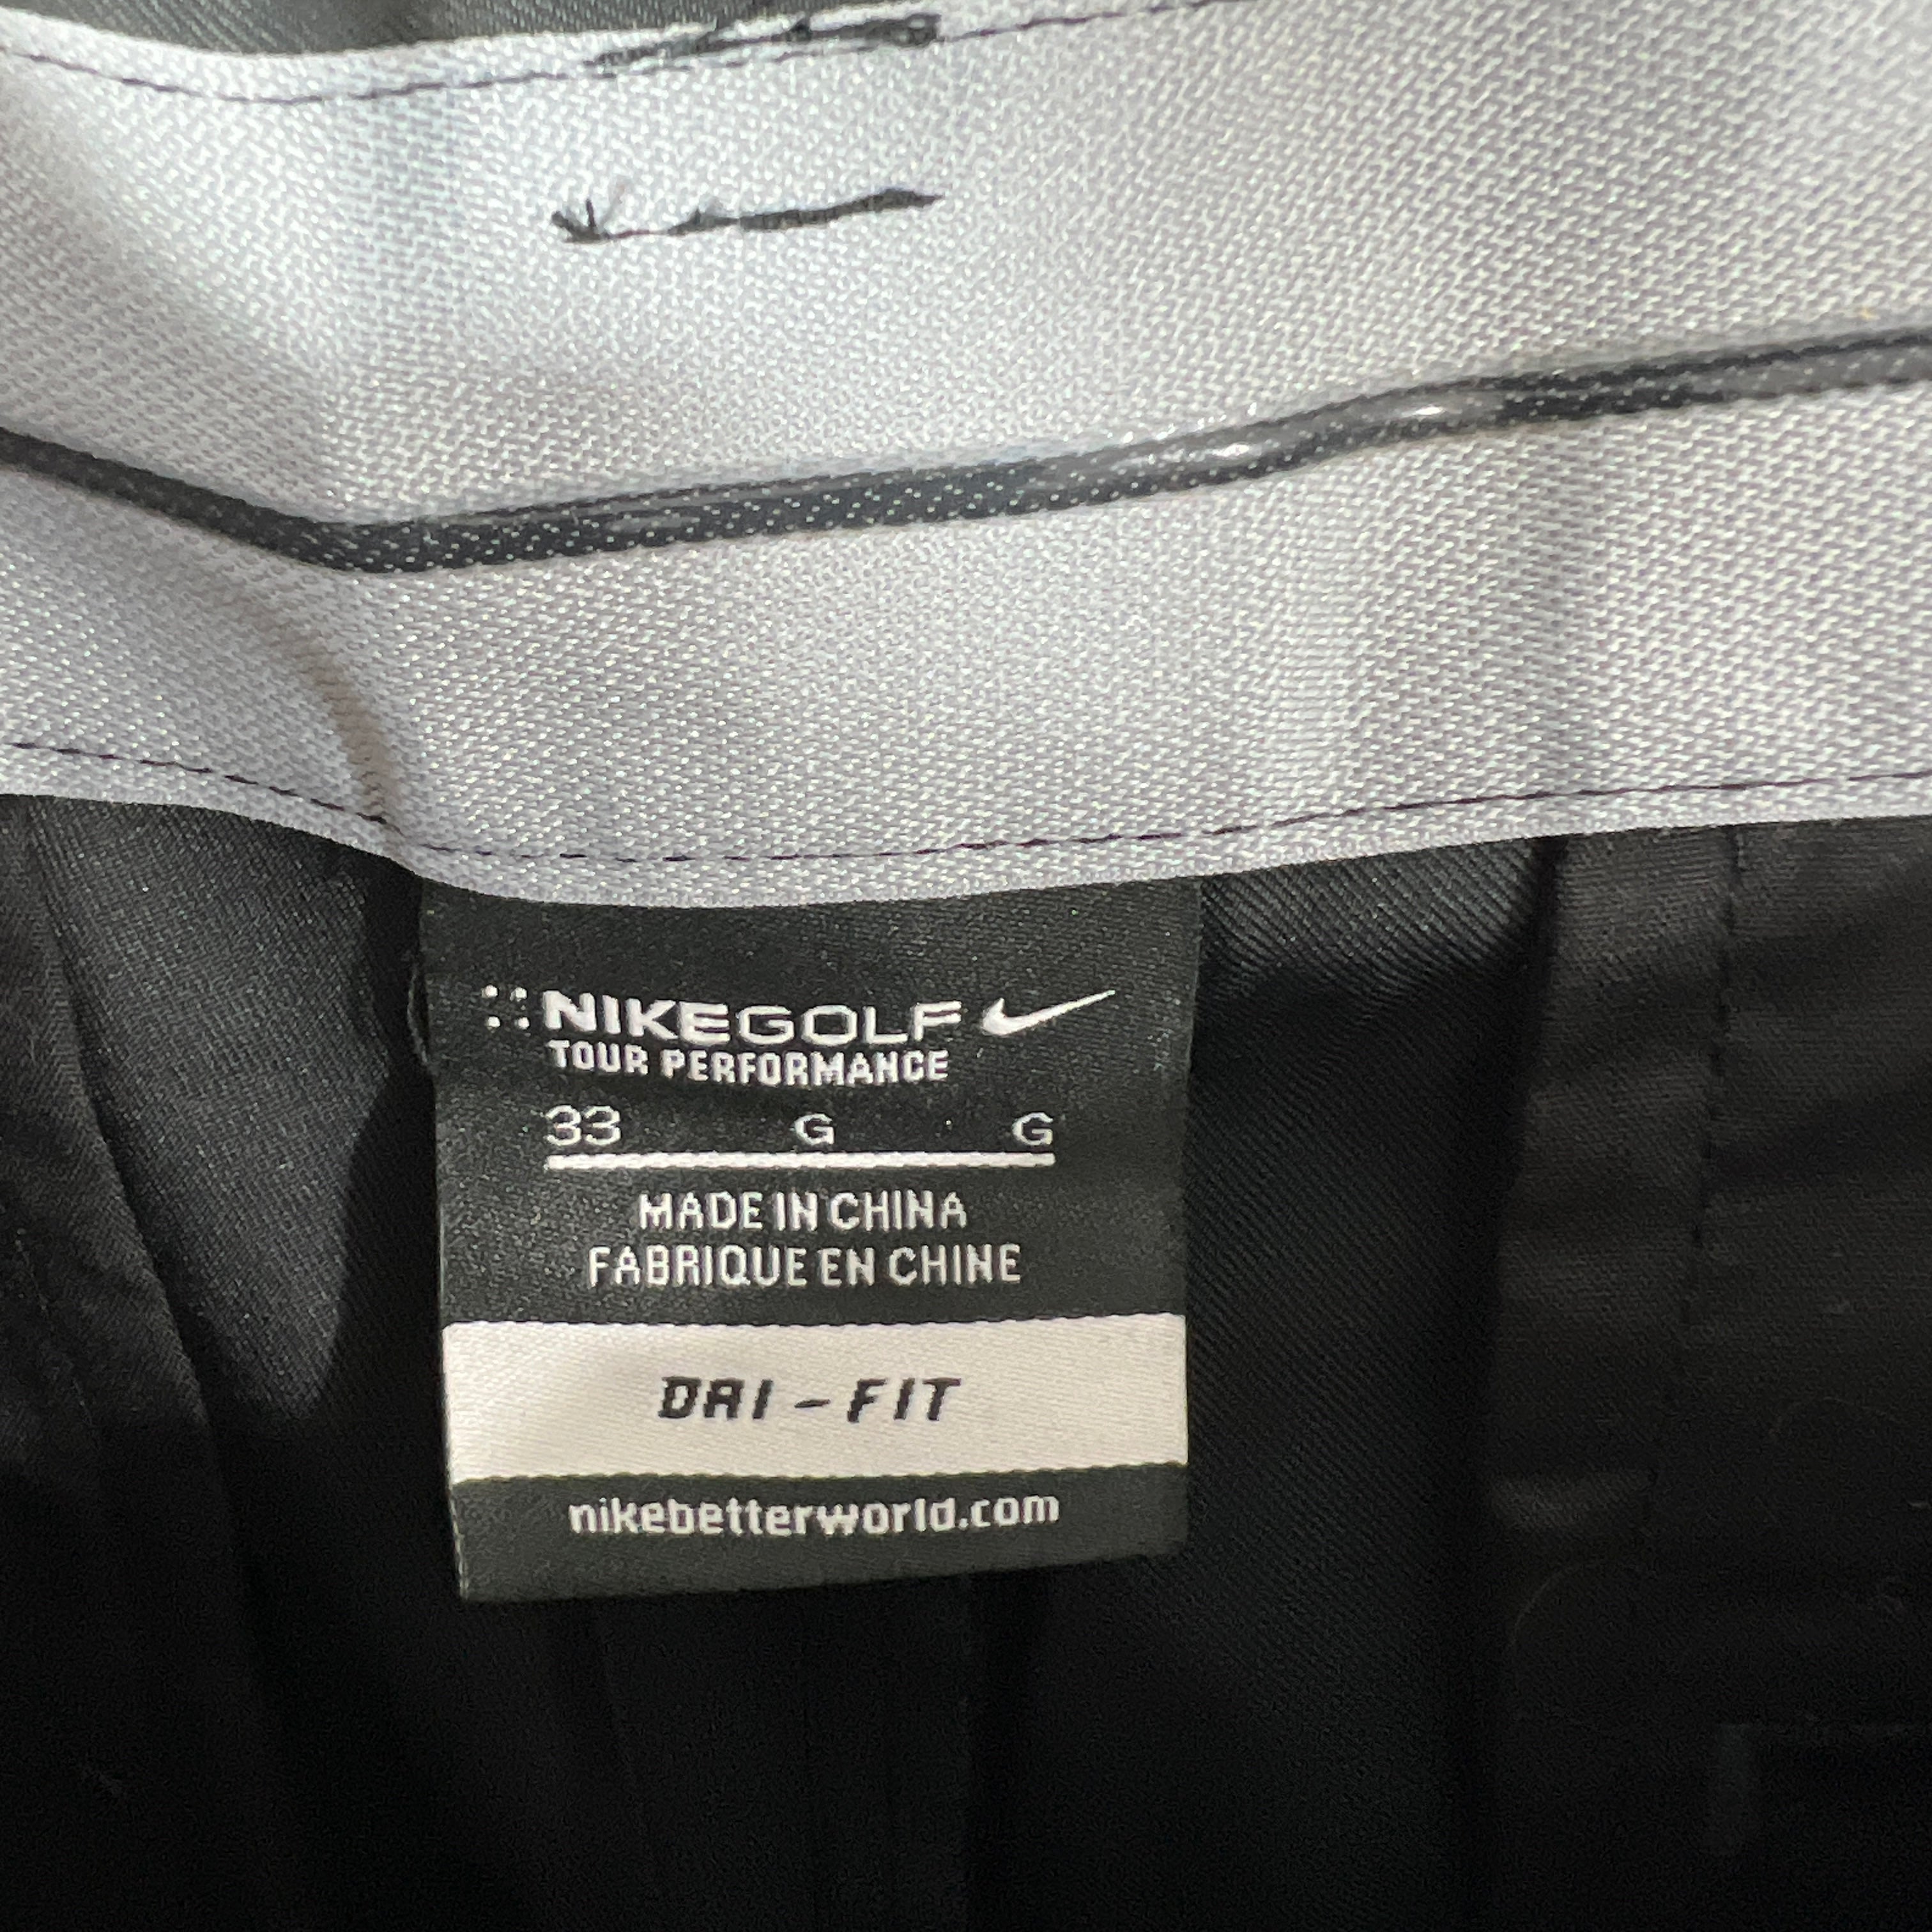 NIKEGOLF
TOUR PERFORMANCE
33 G G
MADE IN CHINA
FABRIQUE EN CHINE
DRI-FIT
nikebetterworld.com